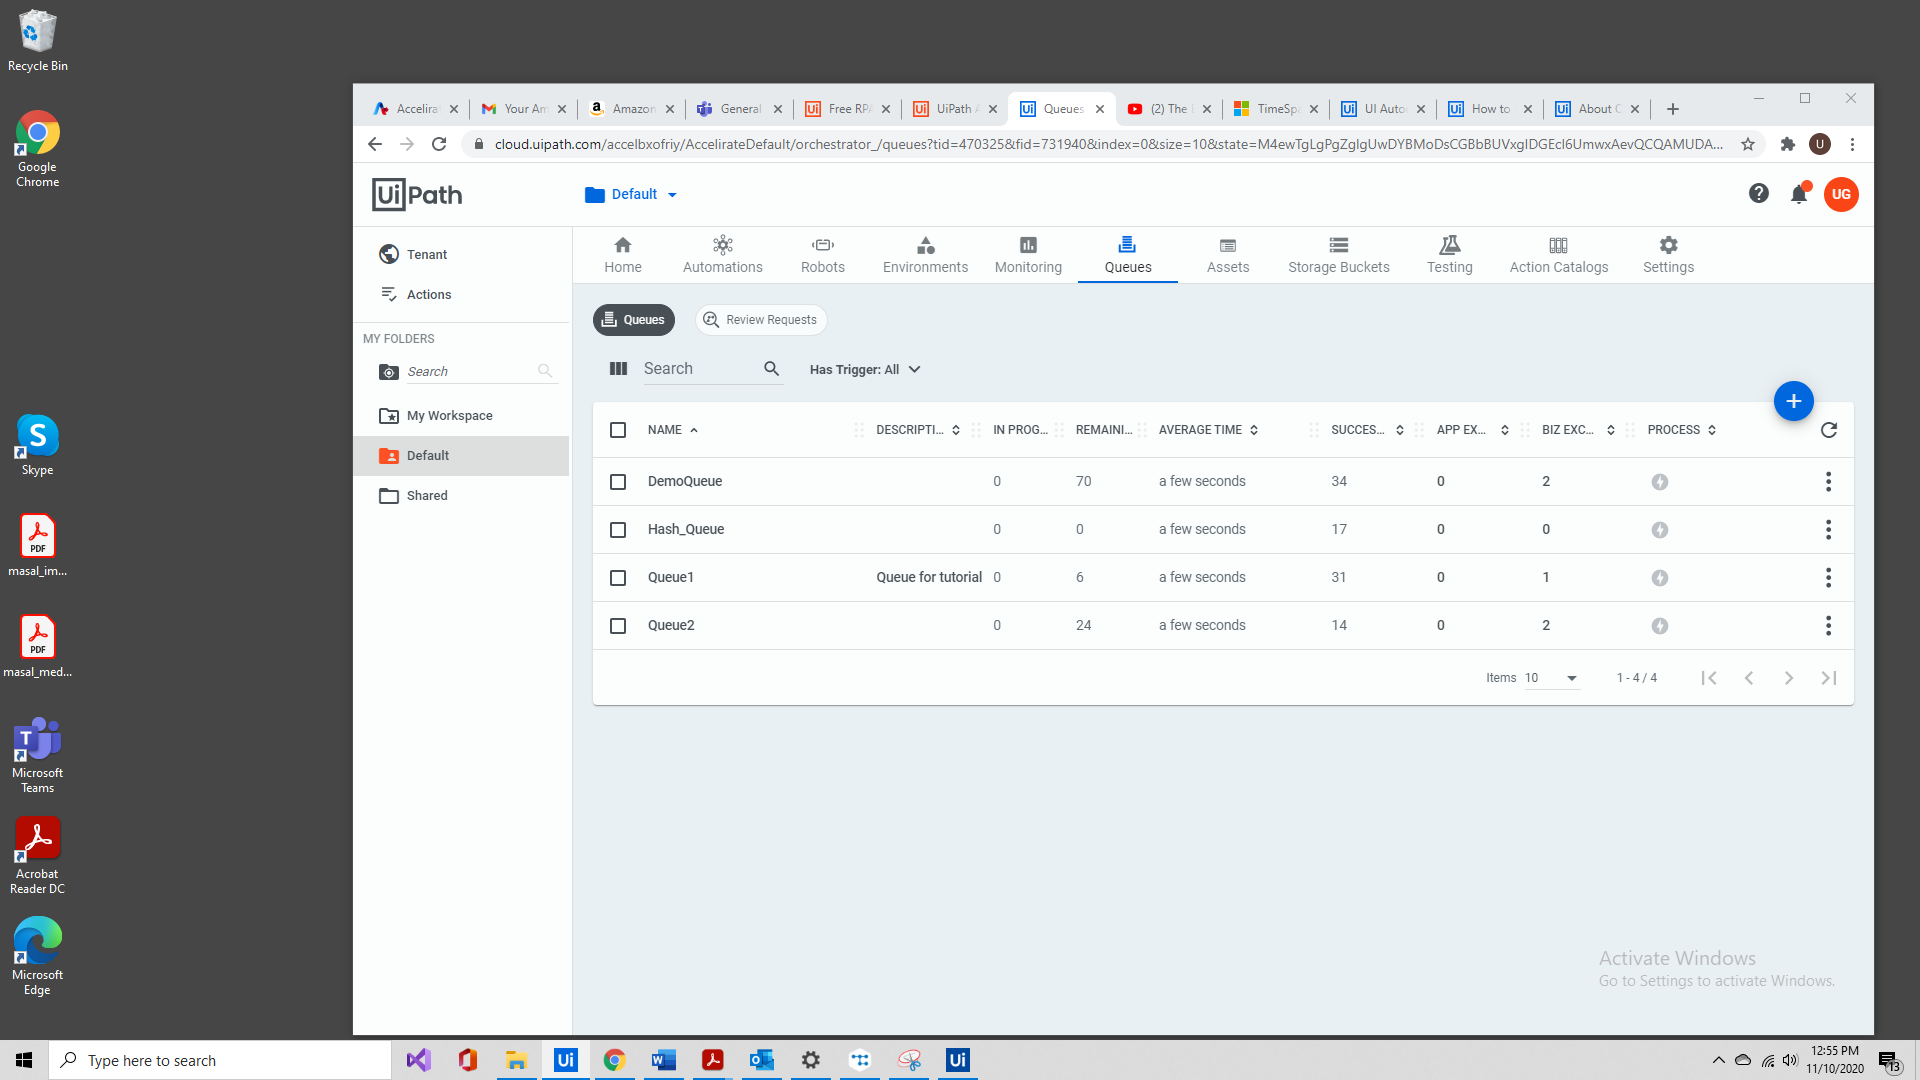 Recycle Bin
Google
Chrome
Skype
PDF
masal_im...
PDF
masal_med...
Microsoft
Teams
Acrobat
Reader DC
Microsoft
Edge
Accelira
Your Am
Amazon
General
Free RPA
UiPath A
Queues
(2) The
TimeSp
UI Auto
How to
About C
cloud.uipath.com/accelbxofriy/AccelirateDefault/orchestrator_/queues?tid=470325&fid=731940&index=0&size=10&state=M4ewTgLgPgZglgUwDYBMoDsCGBbBUVxgIDGEcl6UmwxAevQCQAMUDA...
U
UiPath
Default
UG
Tenant
Actions
MY FOLDERS
Search
My Workspace
Default
Shared
Home
Automations
Robots
Environments
Monitoring
Queues
Assets
Storage Buckets
Testing
Action Catalogs
Settings
Queues
Review Requests
Search
Has Trigger: All
NAME DESCRIPTI... IN PROG... REMAINI... AVERAGE TIME SUCCES... APP EX... BIZ EXC... PROCESS
DemoQueue 0 70 a few seconds 34 0 2
Hash_Queue 0 0 a few seconds 17 0 0
Queue1 Queue for tutorial 0 6 a few seconds 31 0 1
Queue2 0 24 a few seconds 14 0 2
Items 10 1 - 4 / 4
Activate Windows
Go to Settings to activate Windows.
Type here to search
12:55 PM
11/10/2020
13